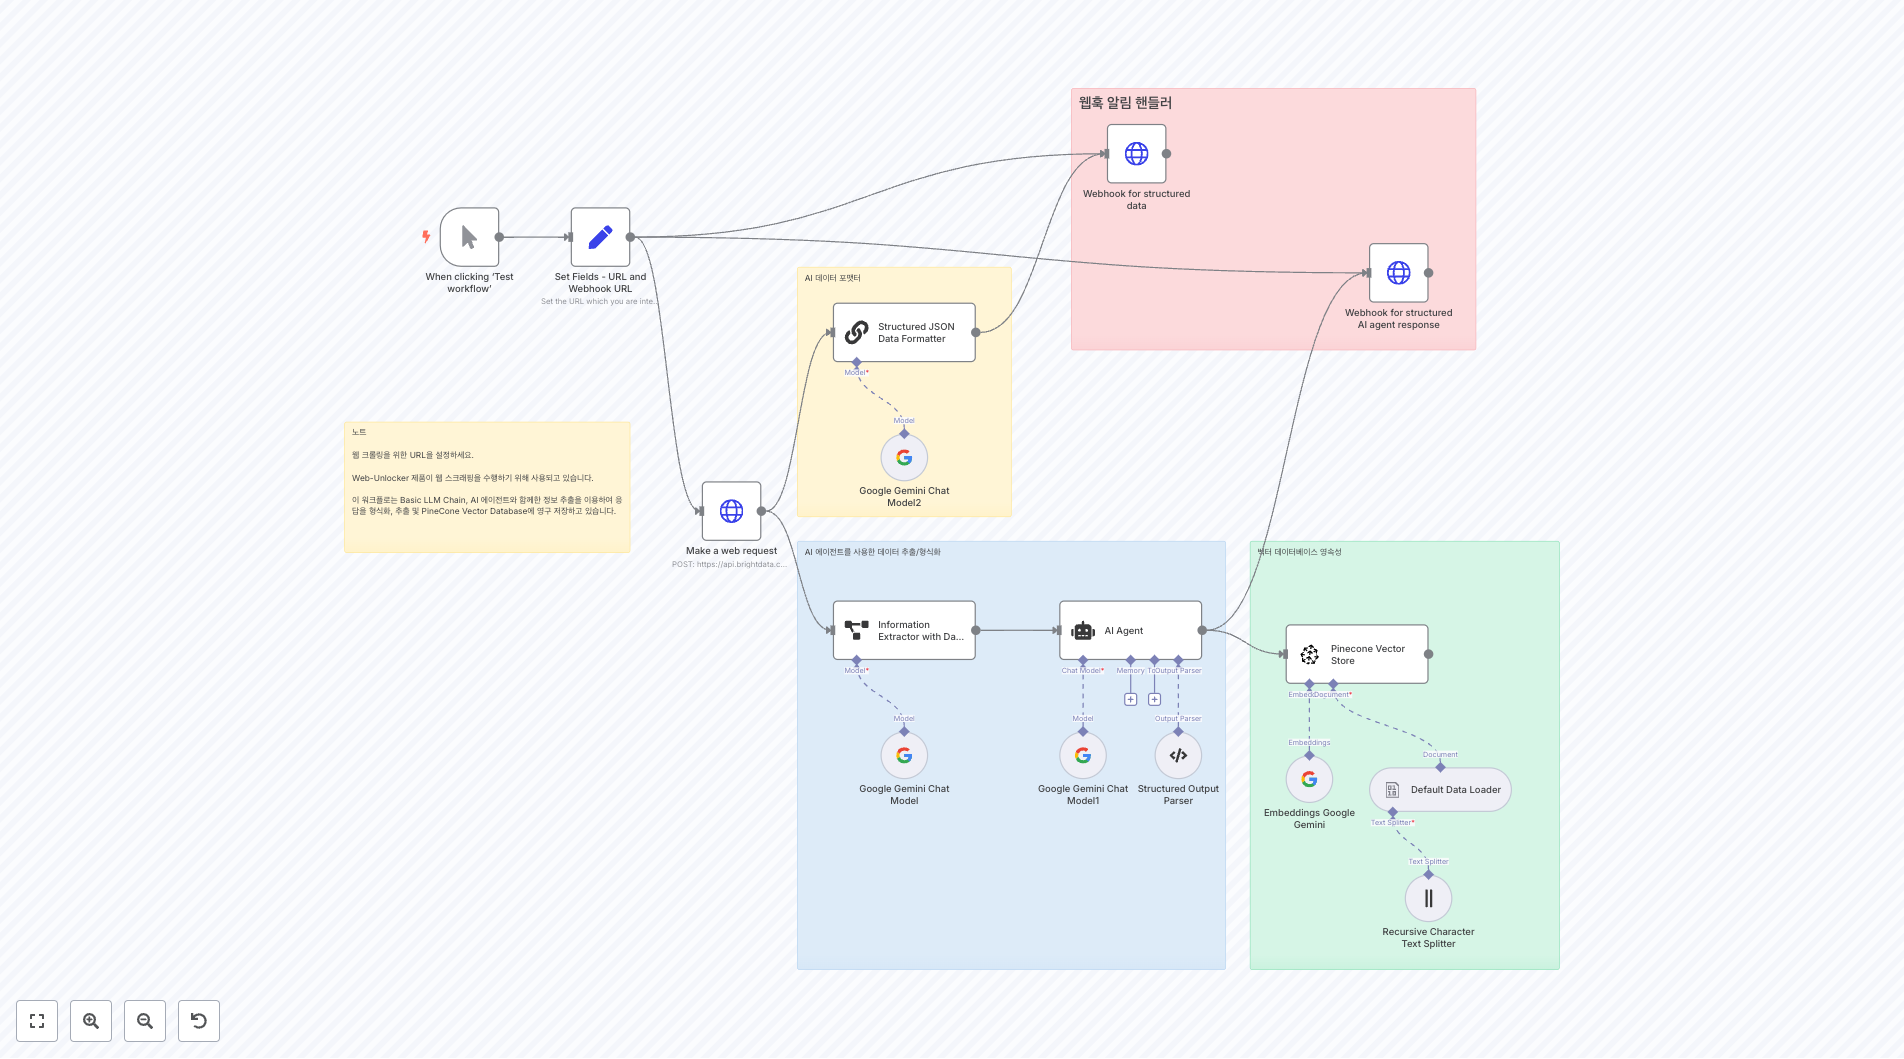 웹훅 알림 핸들러
Webhook for structured
data
When clicking ‘Test
workflow’
Set Fields - URL and
Webhook URL
Set the URL which you are inte...
Webhook for structured
AI agent response
AI 데이터 포맷터
Structured JSON
Data Formatter
Model*
Model
Google Gemini Chat
Model2
노트
웹 크롤링을 위한 URL을 설정하세요.
Web-Unlocker 제품이 웹 스크래핑을 수행하기 위해 사용되고 있습니다.
이 워크플로는 Basic LLM Chain, AI 에이전트와 함께한 정보 추출을 이용하여 응
답을 형식화, 추출 및 PineCone Vector Database에 영구 저장하고 있습니다.
Make a web request
POST: https://api.brightdata.c...
AI 에이전트를 사용한 데이터 추출/형식화
Information
Extractor with Da...
Model*
Model
Google Gemini Chat
Model
AI Agent
Chat Model*
Memory
To
Output Parser
Model
Output Parser
Google Gemini Chat
Model1
Structured Output
Parser
벡터 데이터베이스 영속성
Pinecone Vector
Store
Embed
Document*
Embeddings
Document
Embeddings Google
Gemini
Default Data Loader
Text Splitter*
Text Splitter
Recursive Character
Text Splitter